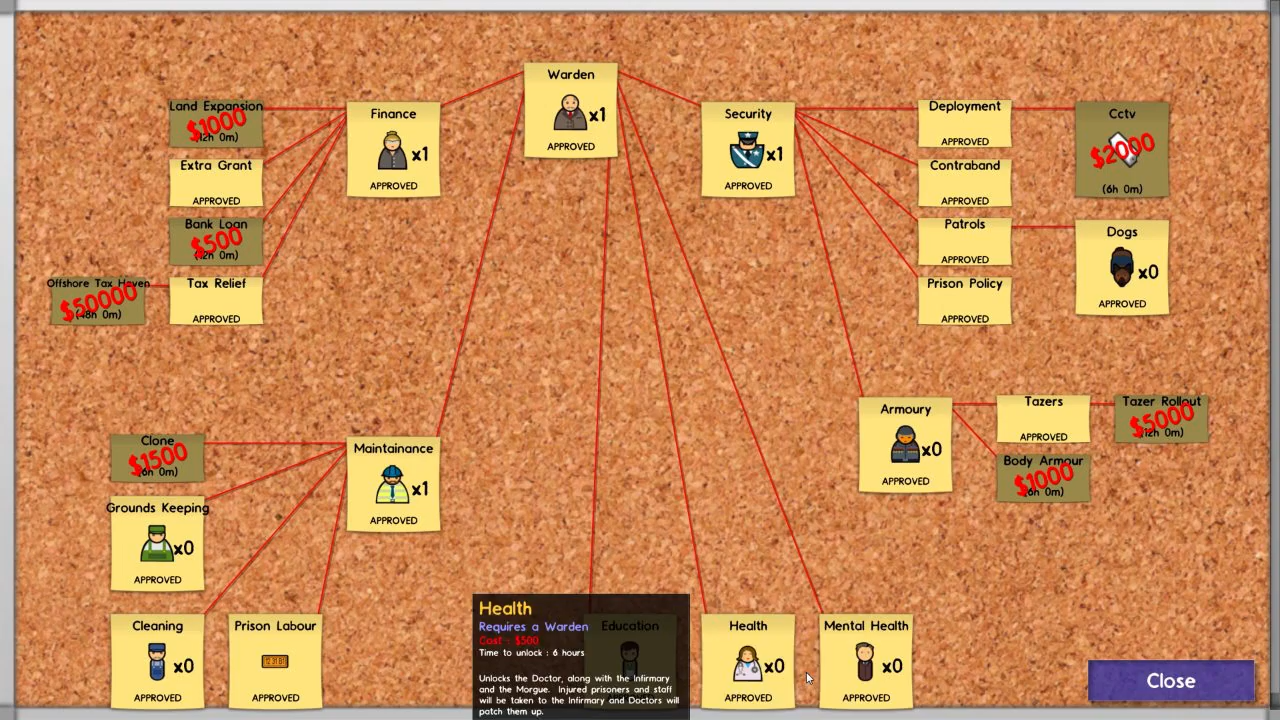 Warden
x1
APPROVED
Finance
x1
APPROVED
Land Expansion
$1000
(12h 0m)
Extra Grant
APPROVED
Bank Loan
$500
(12h 0m)
Offshore Tax Haven
$50000
(48h 0m)
Tax Relief
APPROVED
Security
x1
APPROVED
Deployment
APPROVED
Contraband
APPROVED
Patrols
APPROVED
Prison Policy
APPROVED
Cctv
$2000
(6h 0m)
Dogs
x0
APPROVED
Armoury
x0
APPROVED
Tazers
APPROVED
Tazer Rollout
$5000
(12h 0m)
Body Armour
$1000
(6h 0m)
Clone
$1500
(6h 0m)
Maintainance
x1
APPROVED
Grounds Keeping
x0
APPROVED
Cleaning
x0
APPROVED
Prison Labour
APPROVED
Health
Requires a Warden
Cost - $500
Time to unlock : 6 hours
Unlocks the Doctor, along with the Infirmary
and the Morgue. Injured prisoners and staff
will be taken to the Infirmary and Doctors will
patch them up.
Education
Health
x0
APPROVED
Mental Health
x0
APPROVED
Close